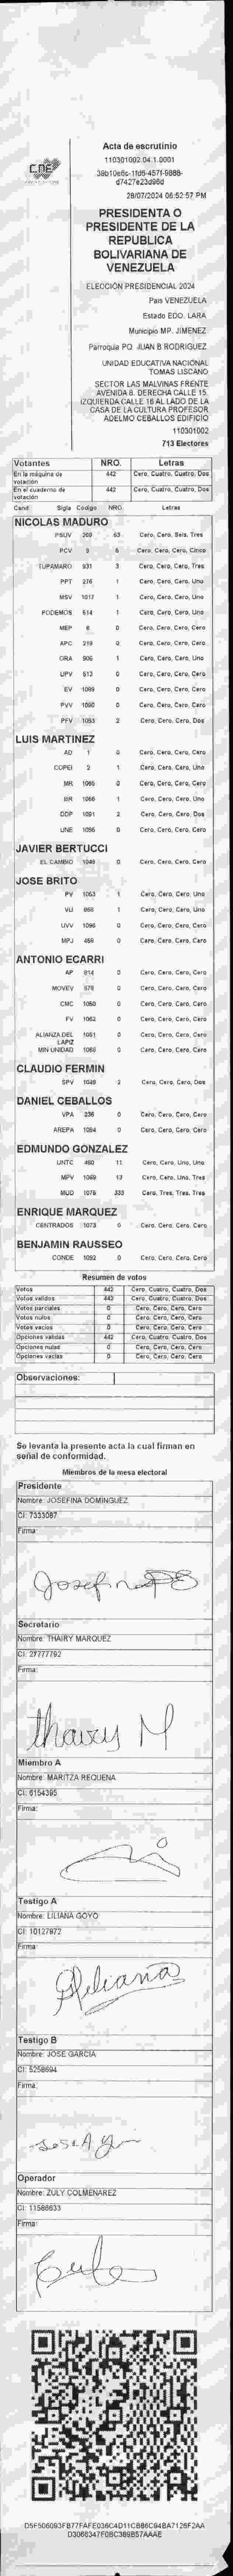 CNE
Acta de escrutinio
110301002.04.1.0001
d7427e23d96d
28/07/2024 06:52:57 PM
PRESIDENTA O
PRESIDENTE DE LA
REPUBLICA
BOLIVARIANA DE
VENEZUELA
ELECCIÓN PRESIDENCIAL 2024
Pais VENEZUELA
Estado EDO. LARA
Municipio MP. JIMENEZ
Parroquia PQ. JUAN B RODRIGUEZ
UNIDAD EDUCATIVA NACIONAL
TOMAS LISCANO
SECTOR LAS MALVINAS FRENTE
AVENIDA 8. DERECHA CALLE 15.
IZQUIERDA CALLE 16 AL LADO DE LA
CASA DE LA CULTURA PROFESOR
ADELMO CEBALLOS EDIFICIO
110301002
713 Electores
Votantes NRO. Letras
En la máquina de votación 442 Cero, Cuatro, Cuatro, Dos
En el cuaderno de votación 442 Cero, Cuatro, Cuatro, Dos
Cand Sigla Codigo NRO. Letras
NICOLAS MADURO
PSUV 200 63 Cero, Cero, Seis, Tres
PCV 9 5 Cero, Cero, Cero, Cinco
TUPAMARO 931 3 Cero, Cero, Cero, Tres
PPT 276 1 Cero, Cero, Cero, Uno
MSV 1017 1 Cero, Cero, Cero, Uno
PODEMOS 514 1 Cero, Cero, Cero, Uno
MEP 6 0 Cero, Cero, Cero, Cero
APC 219 0 Cero, Cero, Cero, Cero
ORA 906 1 Cero, Cero, Cero, Uno
UPV 613 0 Cero, Cero, Cero, Cero
EV 1089 0 Cero, Cero, Cero, Cero
PVV 1090 0 Cero, Cero, Cero, Cero
PFV 1093 2 Cero, Cero, Cero, Dos
LUIS MARTINEZ
AD 1 0 Cero, Cero, Cero, Cero
COPEI 2 1 Cero, Cero, Cero, Uno
MR 1065 0 Cero, Cero, Cero, Cero
BR 1066 1 Cero, Cero, Cero, Uno
DDP 1091 2 Cero, Cero, Cero, Dos
UNE 1095 0 Cero, Cero, Cero, Cero
JAVIER BERTUCCI
EL CAMBIO 1048 0 Cero, Cero, Cero, Cero
JOSE BRITO
PV 1053 1 Cero, Cero, Cero, Uno
VU 868 1 Cero, Cero, Cero, Uno
UVV 1096 0 Cero, Cero, Cero, Cero
MPJ 459 0 Cero, Cero, Cero, Cero
ANTONIO ECARRI
AP 914 0 Cero, Cero, Cero, Cero
MOVEV 978 0 Cero, Cero, Cero, Cero
CMC 1050 0 Cero, Cero, Cero, Cero
FV 1062 0 Cero, Cero, Cero, Cero
ALIANZA DEL LAPIZ 1051 0 Cero, Cero, Cero, Cero
MIN UNIDAD 1068 0 Cero, Cero, Cero, Cero
CLAUDIO FERMIN
SPV 1049 2 Cero, Cero, Cero, Dos
DANIEL CEBALLOS
VPA 236 0 Cero, Cero, Cero, Cero
AREPA 1094 0 Cero, Cero, Cero, Cero
EDMUNDO GONZALEZ
UNTC 460 11 Cero, Cero, Uno, Uno
MPV 1069 13 Cero, Cero, Uno, Tres
MUD 1075 333 Cero, Tres, Tres, Tres
ENRIQUE MARQUEZ
CENTRADOS 1073 0 Cero, Cero, Cero, Cero
BENJAMIN RAUSSEO
CONDE 1092 0 Cero, Cero, Cero, Cero
Resumen de votos
Votos 442 Cero, Cuatro, Cuatro, Dos
Votos validos 442 Cero, Cuatro, Cuatro, Dos
Votos parciales 0 Cero, Cero, Cero, Cero
Votos nulos 0 Cero, Cero, Cero, Cero
Votos vacios 0 Cero, Cero, Cero, Cero
Opciones validas 442 Cero, Cuatro, Cuatro, Dos
Opciones nulas 0 Cero, Cero, Cero, Cero
Opciones vacias 0 Cero, Cero, Cero, Cero
Observaciones:
Se levanta la presente acta la cual firman en
señal de conformidad.
Miembros de la mesa electoral
Presidente
Nombre: JOSEFINA DOMINGUEZ
CI: 7333087
Firma:
Secretario
Nombre: THAIRY MARQUEZ
CI: 27777792
Firma:
Thairy M
Miembro A
Nombre: MARITZA REQUENA
CI: 6154395
Firma:
Testigo A
Nombre: LILIANA GOYO
CI: 10127972
Firma:
Liliana
Testigo B
Nombre: JOSE GARCIA
CI: 5258694
Firma:
Operador
Nombre: ZULY COLMENAREZ
CI: 11588633
Firma: